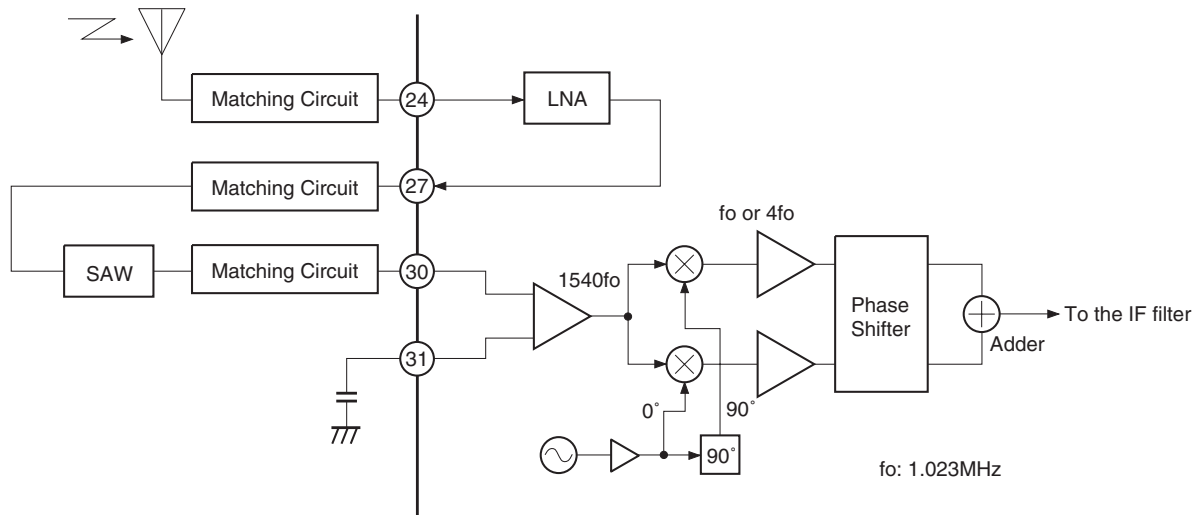 Matching Circuit
24
LNA
Matching Circuit
27
fo or 4fo
SAW
Matching Circuit
30
1540fo
Phase
Shifter
To the IF filter
Adder
31
0°
90°
90°
fo: 1.023MHz